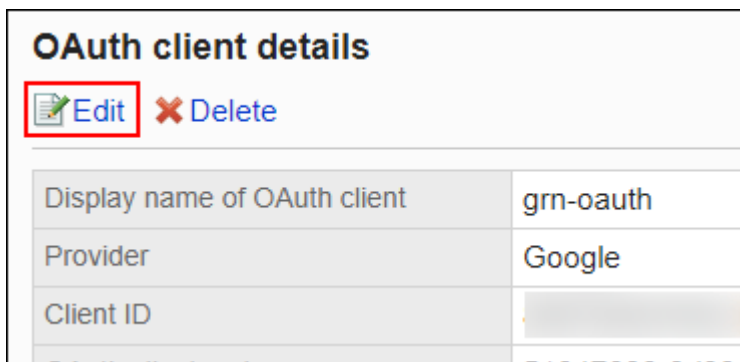 OAuth client details
Edit Delete
Display name of OAuth client grn-oauth
Provider Google
Client ID